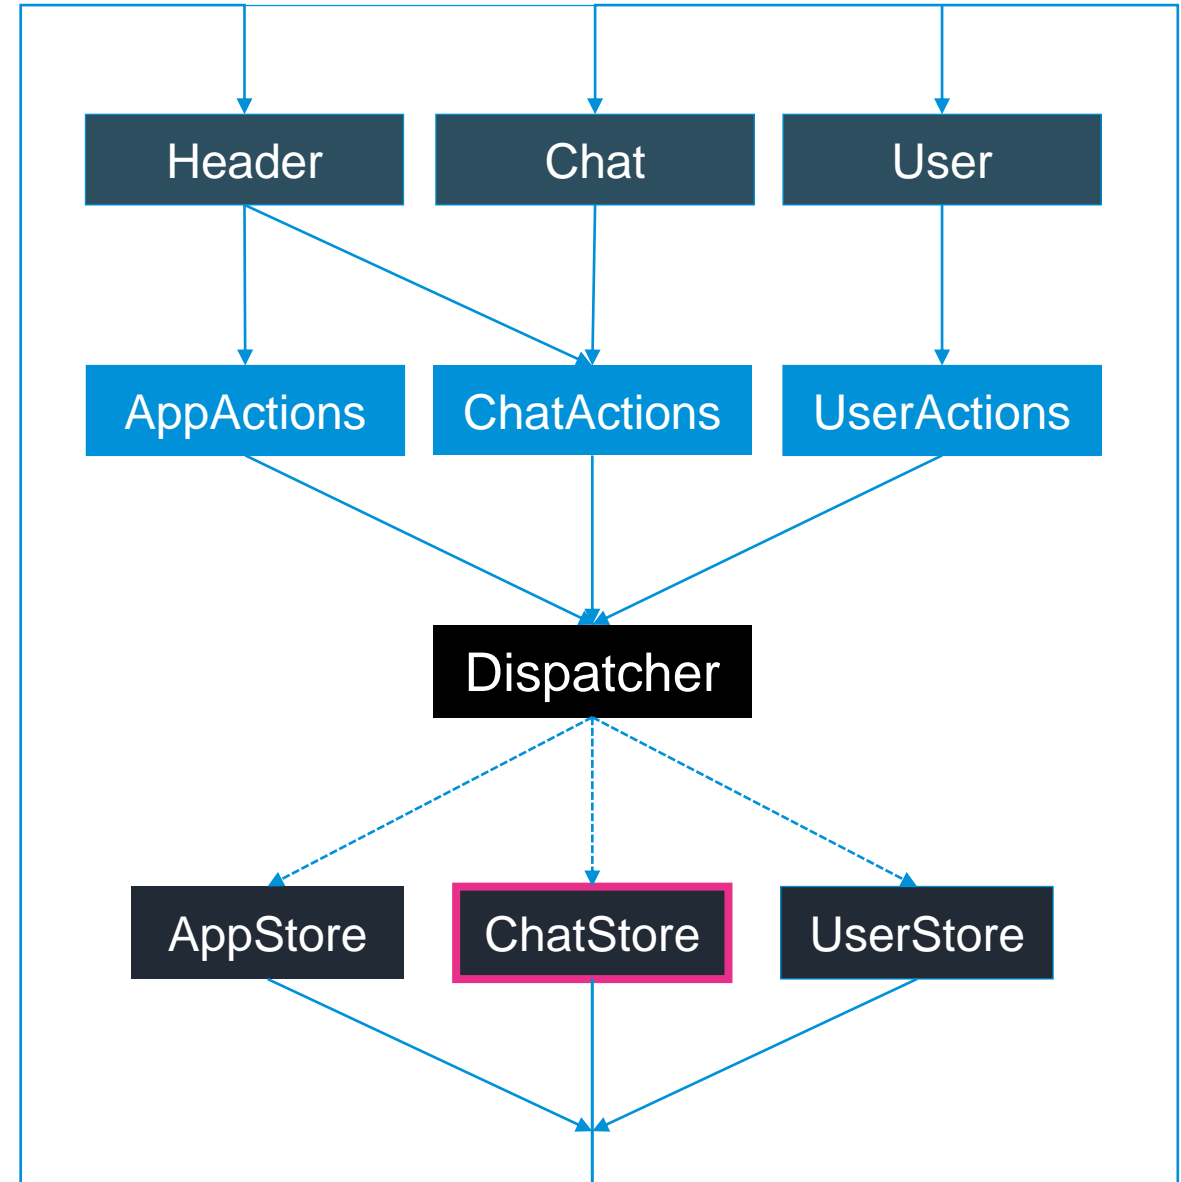 Header
Chat
User
AppActions
ChatActions
UserActions
Dispatcher
AppStore
ChatStore
UserStore